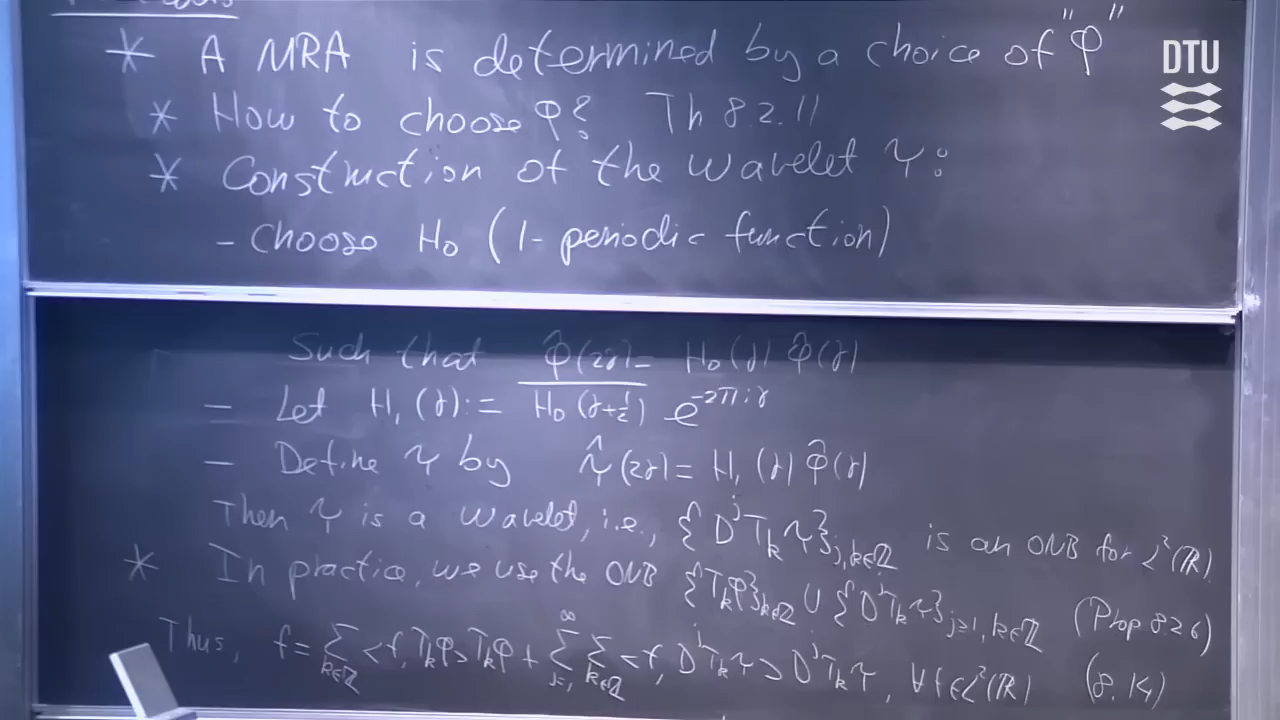 * A MRA is determined by a choice of "φ"
DTU
* How to choose φ? Th 8.2.11
* Construction of the wavelet ψ:
- Choose H₀ (1-periodic function)
Such that φ̂(2γ) = H₀(γ) φ̂(γ)
- Let H₁(γ) := \overline{H₀(γ+½)} e^{-2πiγ}
- Define ψ by ψ̂(2γ) = H₁(γ) φ̂(γ)
Then ψ is a wavelet, i.e., {D^j T_k ψ}_{j,k∈ℤ} is an ONB for L²(ℝ)
* In practice, we use the ONB {T_k φ}_{k∈ℤ} ∪ {D^j T_k ψ}_{j≥1, k∈ℤ} (Prop 8.2.6)
Thus, f = Σ_{k∈ℤ} <f, T_k φ> T_k φ + Σ_{j=1}^∞ Σ_{k∈ℤ} <f, D^j T_k ψ> D^j T_k ψ, ∀ f∈L²(ℝ) (8.14)